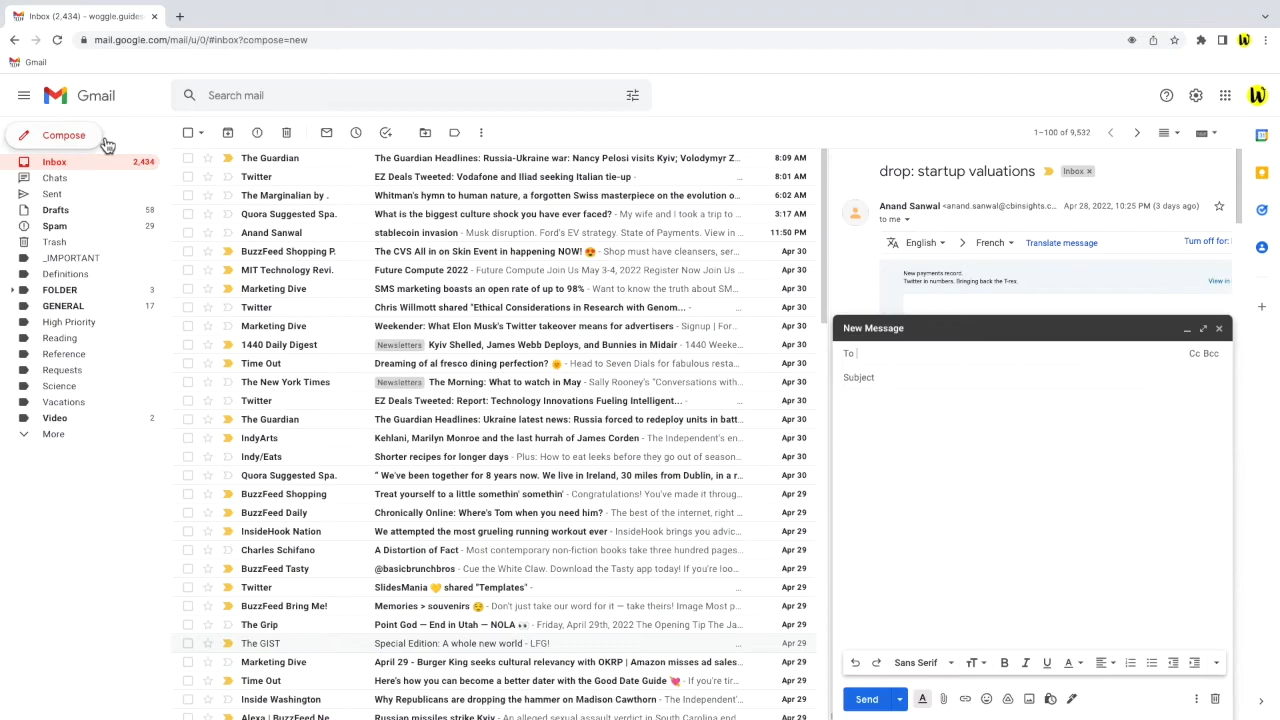 Inbox (2,434) - woggle.guides
mail.google.com/mail/u/0/#inbox?compose=new
Gmail
Gmail
Search mail
Compose
1–100 of 9,532
Inbox 2,434
Chats
Sent
Drafts 58
Spam 29
Trash
_IMPORTANT
Definitions
FOLDER 3
GENERAL 17
High Priority
Reading
Reference
Requests
Science
Vacations
Video 2
More
The Guardian The Guardian Headlines: Russia-Ukraine war: Nancy Pelosi visits Kyiv; Volodymyr Z... 8:09 AM
Twitter EZ Deals Tweeted: Vodafone and Iliad seeking Italian tie-up - ... 8:01 AM
The Marginalian by . Whitman's hymn to human nature, a forgotten Swiss masterpiece on the evolution o... 6:02 AM
Quora Suggested Spa. What is the biggest culture shock you have ever faced? - My wife and I took a trip to ... 3:17 AM
Anand Sanwal stablecoin invasion - Musk disruption. Ford's EV strategy. State of Payments. View in ... 11:50 PM
BuzzFeed Shopping P. The CVS All in on Skin Event in happening NOW! 😍 - Shop must have cleansers, ser... Apr 30
MIT Technology Revi. Future Compute 2022 - Future Compute Join Us May 3-4, 2022 Register Now Join Us ... Apr 30
Marketing Dive SMS marketing boasts an open rate of up to 98% - Want to know the truth about SM... Apr 30
Twitter Chris Willmott shared "Ethical Considerations in Research with Genom... - ... Apr 30
Marketing Dive Weekender: What Elon Musk's Twitter takeover means for advertisers - Signup | For... Apr 30
1440 Daily Digest Newsletters Kyiv Shelled, James Webb Deploys, and Bunnies in Midair - 1440 Weeke... Apr 30
Time Out Dreaming of al fresco dining perfection? 🌞 - Head to Seven Dials for fabulous resta... Apr 30
The New York Times Newsletters The Morning: What to watch in May - Sally Rooney's "Conversations with... Apr 30
Twitter EZ Deals Tweeted: Report: Technology Innovations Fueling Intelligent... - ... Apr 30
The Guardian The Guardian Headlines: Ukraine latest news: Russia forced to redeploy units in batt... Apr 30
IndyArts Kehlani, Marilyn Monroe and the last hurrah of James Corden - The Independent's en... Apr 30
Indy/Eats Shorter recipes for longer days - Plus: How to eat leeks before they go out of season... Apr 30
Quora Suggested Spa. " We've been together for 8 years now. We live in Ireland, 30 miles from Dublin, in a r... Apr 30
BuzzFeed Shopping Treat yourself to a little somethin' somethin' - Congratulations! You've made it throug... Apr 29
BuzzFeed Daily Chronically Online: Where's Tom when you need him? - The best of the internet, right ... Apr 29
InsideHook Nation We attempted the most grueling running workout ever - InsideHook brings you advic... Apr 29
Charles Schifano A Distortion of Fact - Most contemporary non-fiction books take three hundred pages... Apr 29
BuzzFeed Tasty @basicbrunchbros - Cue the White Claw. Download the Tasty app today! If you're loo... Apr 29
Twitter SlidesMania 💛 shared "Templates" - ... Apr 29
BuzzFeed Bring Me! Memories > souvenirs 😌 - Don't just take our word for it — take theirs! Image Most p... Apr 29
The Grip Point God — End in Utah — NOLA 👀 - Friday, April 29th, 2022 The Opening Tip The Ja... Apr 29
The GIST Special Edition: A whole new world - LFG! ... Apr 29
Marketing Dive April 29 - Burger King seeks cultural relevancy with OKRP | Amazon misses ad sales... Apr 29
Time Out Here's how you can become a better dater with the Good Date Guide 💘 - If you're tir... Apr 29
Inside Washington Why Republicans are dropping the hammer on Madison Cawthorn - The Independent'... Apr 29
Alexa | BuzzFeed Ne. Russian missiles strike Kyiv - An alleged sexual assault verdict in South Carolina end... Apr 29
drop: startup valuations Inbox ×
Anand Sanwal <anand.sanwal@cbinsights.c... Apr 28, 2022, 10:25 PM (3 days ago)
to me
English > French Translate message Turn off for:
New payments record.
Twitter in numbers. Bringing back the T-rex. View in
New Message
To Cc Bcc
Subject
Sans Serif
Send